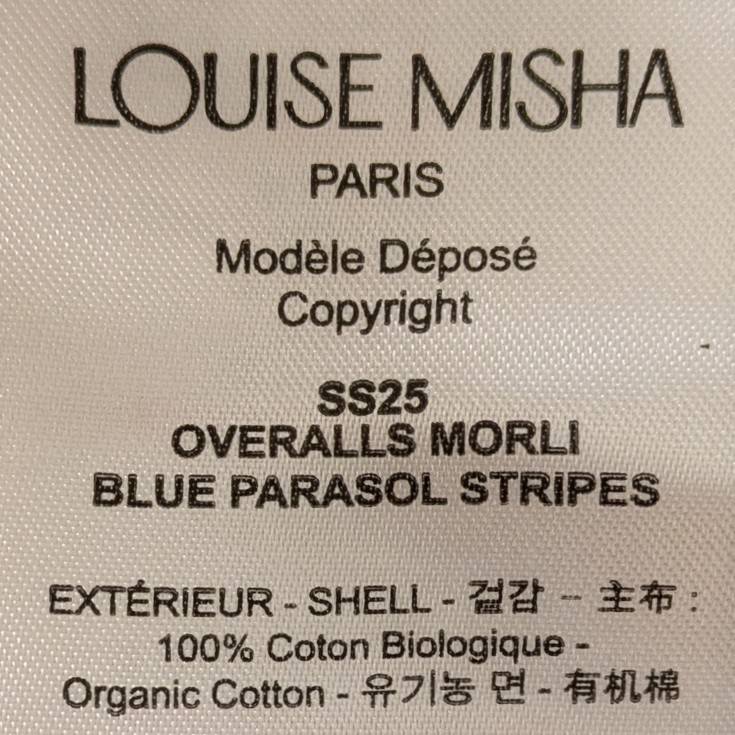 LOUISE MISHA
PARIS
Modèle Déposé
Copyright
SS25
OVERALLS MORLI
BLUE PARASOL STRIPES
EXTÉRIEUR - SHELL - 겉감 - 主布 :
100% Coton Biologique -
Organic Cotton - 유기농 면 - 有机棉